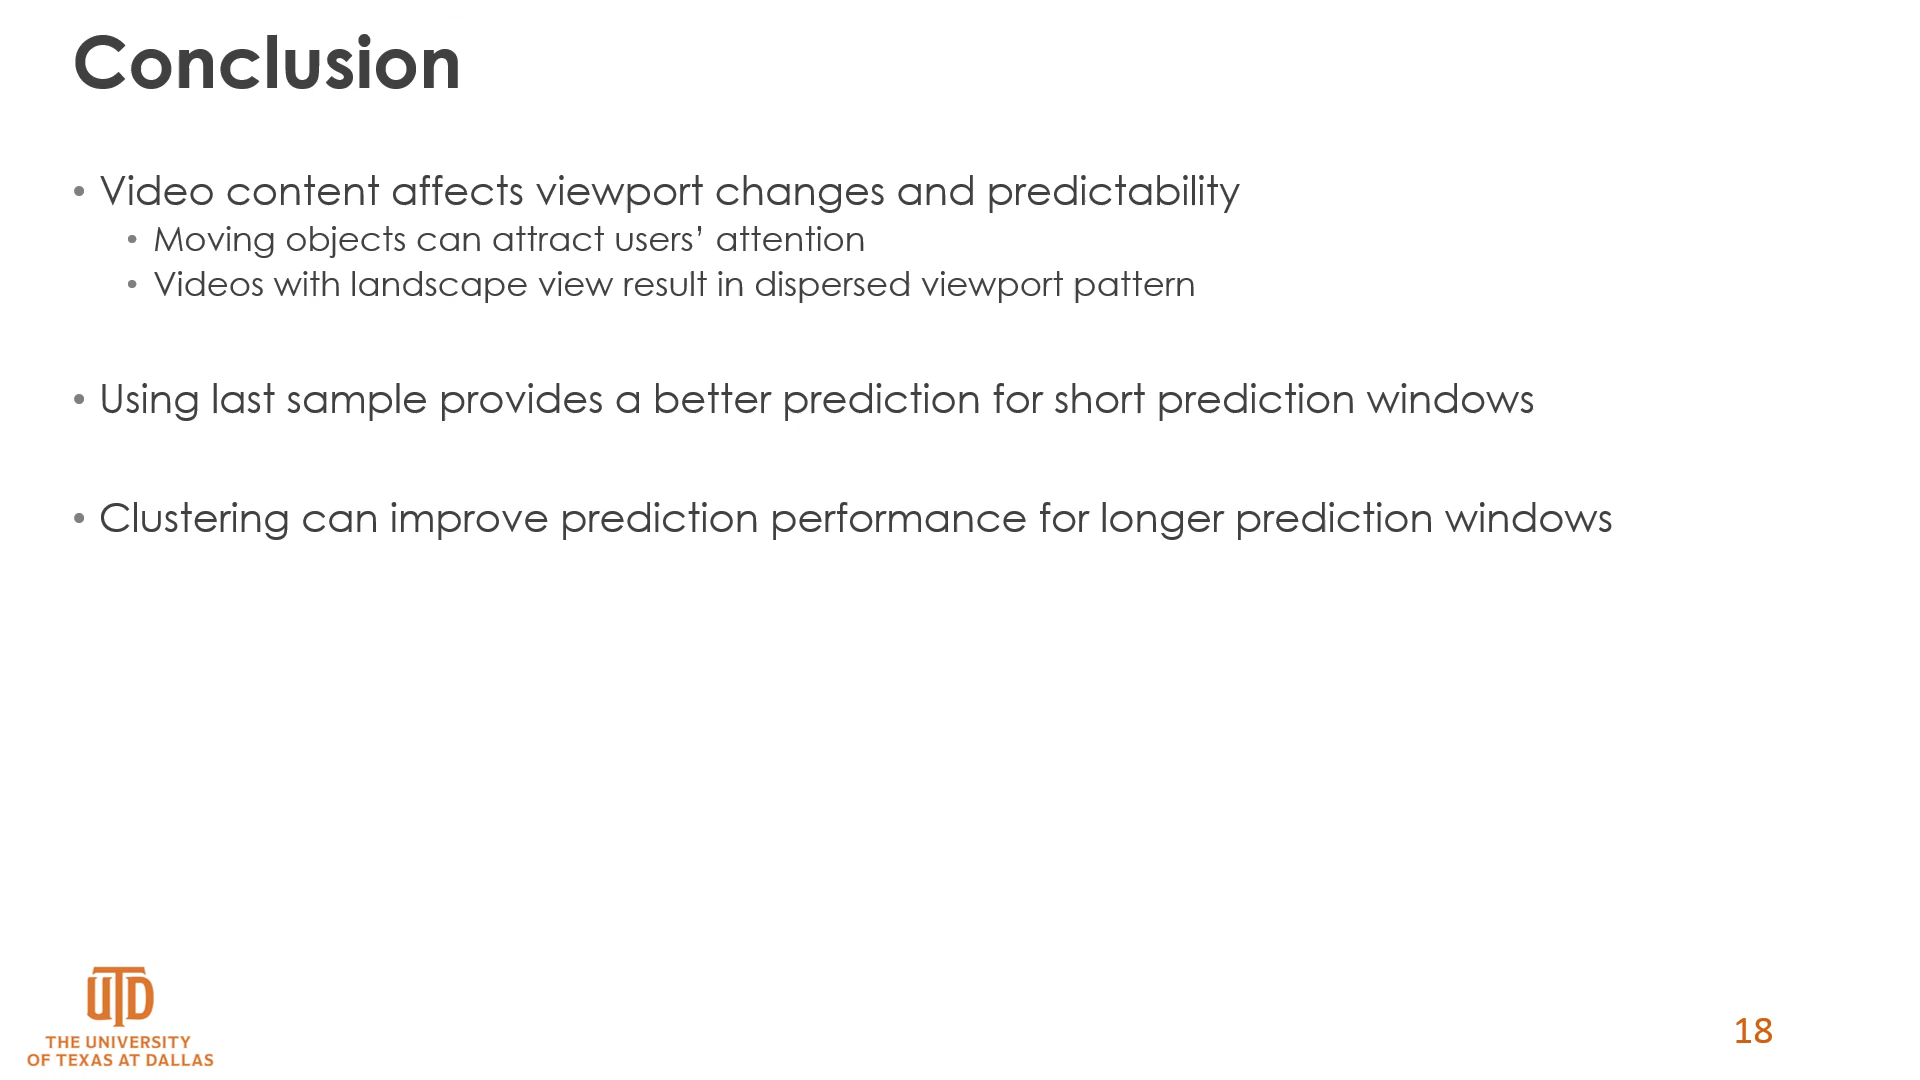 Conclusion
• Video content affects viewport changes and predictability
• Moving objects can attract users’ attention
• Videos with landscape view result in dispersed viewport pattern
• Using last sample provides a better prediction for short prediction windows
• Clustering can improve prediction performance for longer prediction windows
UTD
THE UNIVERSITY
OF TEXAS AT DALLAS
18